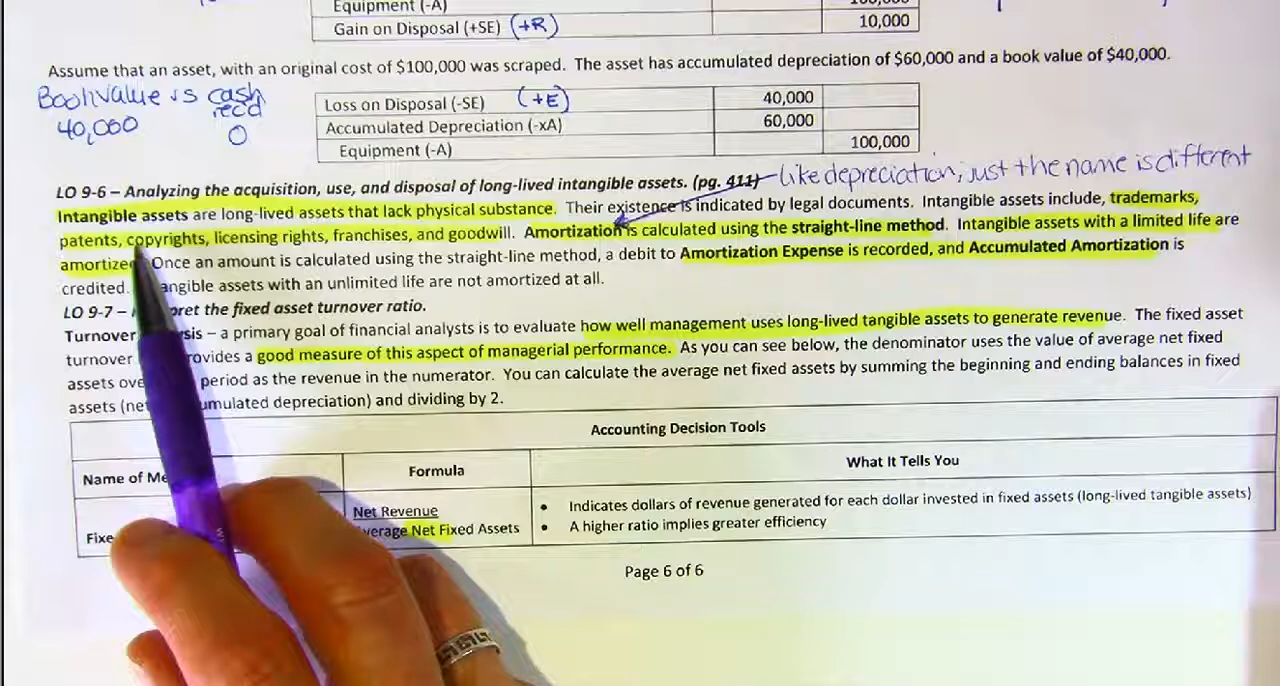 Equipment (-A)
Gain on Disposal (+SE) (+R) 10,000
Assume that an asset, with an original cost of $100,000 was scraped. The asset has accumulated depreciation of $60,000 and a book value of $40,000.
Book value vs cash rec'd
40,000 0
Loss on Disposal (-SE) (+E) 40,000
Accumulated Depreciation (-xA) 60,000
Equipment (-A) 100,000
LO 9-6 – Analyzing the acquisition, use, and disposal of long-lived intangible assets. (pg. 411) - like depreciation, just the name is different
Intangible assets are long-lived assets that lack physical substance. Their existence is indicated by legal documents. Intangible assets include, trademarks,
patents, copyrights, licensing rights, franchises, and goodwill. Amortization is calculated using the straight-line method. Intangible assets with a limited life are
amortized Once an amount is calculated using the straight-line method, a debit to Amortization Expense is recorded, and Accumulated Amortization is
credited. angible assets with an unlimited life are not amortized at all.
LO 9-7 – pret the fixed asset turnover ratio.
Turnover sis – a primary goal of financial analysts is to evaluate how well management uses long-lived tangible assets to generate revenue. The fixed asset
turnover rovides a good measure of this aspect of managerial performance. As you can see below, the denominator uses the value of average net fixed
assets ove period as the revenue in the numerator. You can calculate the average net fixed assets by summing the beginning and ending balances in fixed
assets (net umulated depreciation) and dividing by 2.
Accounting Decision Tools
Name of Me Formula What It Tells You
Fixe Net Revenue • Indicates dollars of revenue generated for each dollar invested in fixed assets (long-lived tangible assets)
verage Net Fixed Assets • A higher ratio implies greater efficiency
Page 6 of 6